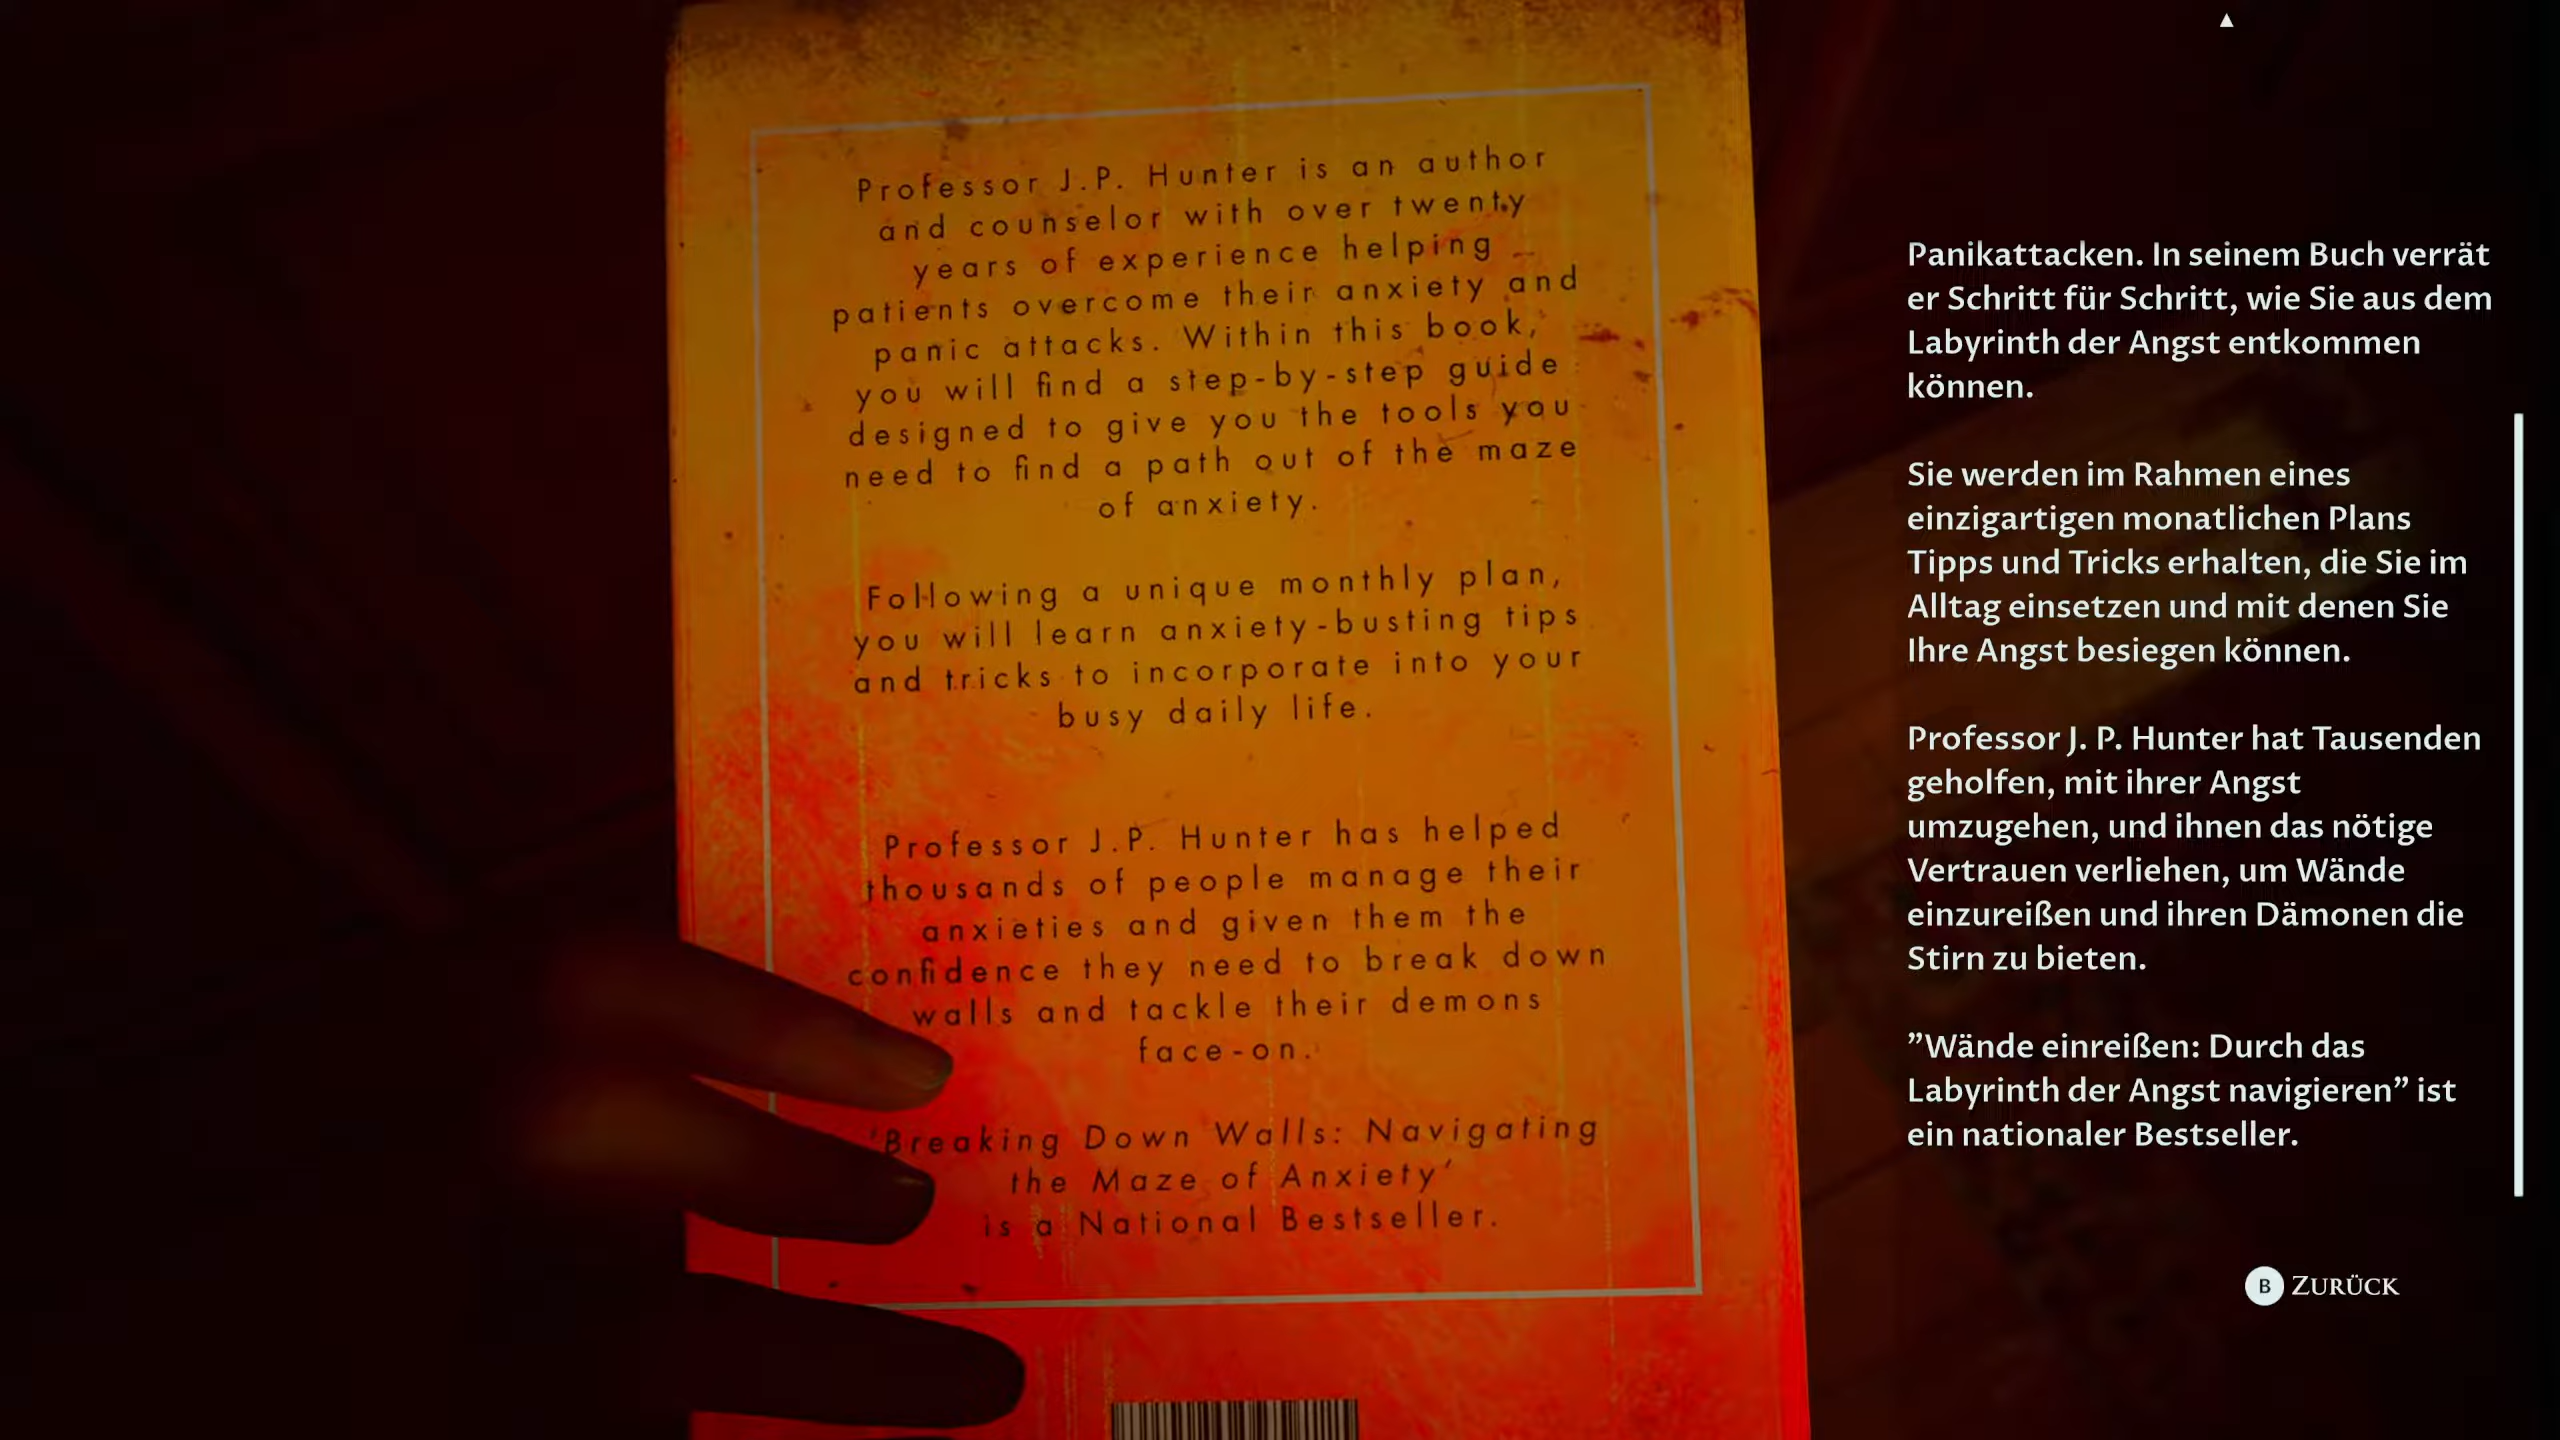 Professor J.P. Hunter is an author
and counselor with over twenty
years of experience helping
patients overcome their anxiety and
panic attacks. Within this book,
you will find a step-by-step guide
designed to give you the tools you
need to find a path out of the maze
of anxiety.
Following a unique monthly plan,
you will learn anxiety-busting tips
and tricks to incorporate into your
busy daily life.
Professor J.P. Hunter has helped
thousands of people manage their
anxieties and given them the
confidence they need to break down
walls and tackle their demons
face-on.
'Breaking Down Walls: Navigating
the Maze of Anxiety'
is a National Bestseller.
Panikattacken. In seinem Buch verrät
er Schritt für Schritt, wie Sie aus dem
Labyrinth der Angst entkommen
können.
Sie werden im Rahmen eines
einzigartigen monatlichen Plans
Tipps und Tricks erhalten, die Sie im
Alltag einsetzen und mit denen Sie
Ihre Angst besiegen können.
Professor J. P. Hunter hat Tausenden
geholfen, mit ihrer Angst
umzugehen, und ihnen das nötige
Vertrauen verliehen, um Wände
einzureißen und ihren Dämonen die
Stirn zu bieten.
”Wände einreißen: Durch das
Labyrinth der Angst navigieren” ist
ein nationaler Bestseller.
B ZURÜCK